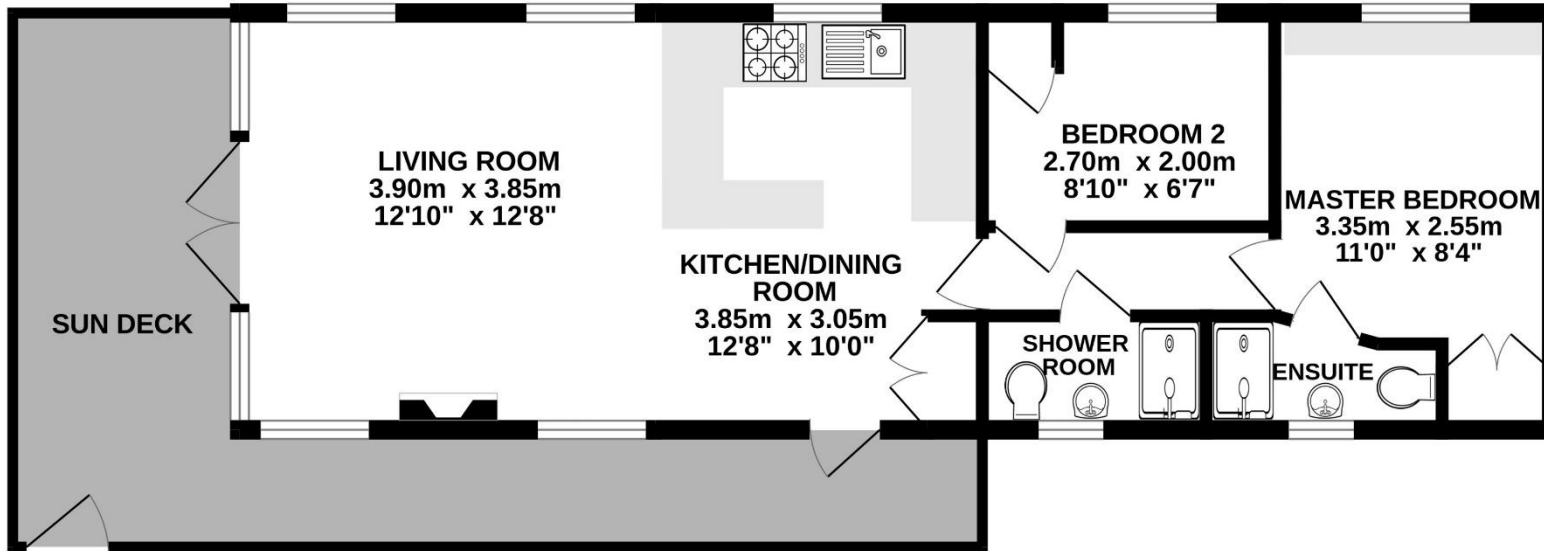 LIVING ROOM
3.90m x 3.85m
12'10" x 12'8"
KITCHEN/DINING
ROOM
3.85m x 3.05m
12'8" x 10'0"
SUN DECK
BEDROOM 2
2.70m x 2.00m
8'10" x 6'7"
MASTER BEDROOM
3.35m x 2.55m
11'0" x 8'4"
SHOWER
ROOM
ENSUITE